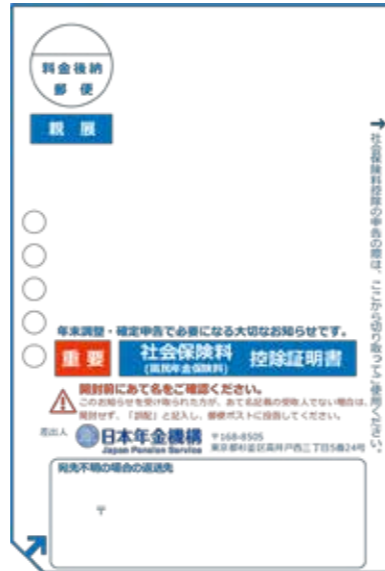 料金後納
郵便
親展
→社会保険料控除の申告の際は、ここから切り取ってご使用ください。
年末調整・確定申告で必要になる大切なお知らせです。
重要
社会保険料
(国民年金保険料)
控除証明書
開封前にあて名をご確認ください。
このお知らせを受け取られた方が、あて名記載の受取人でない場合は、
開封せず、「誤配」と記入し、郵便ポストに投函してください。
差出人
日本年金機構
Japan Pension Service
〒168-8505
東京都杉並区高井戸西三丁目5番24号
宛先不明の場合の返送先
〒